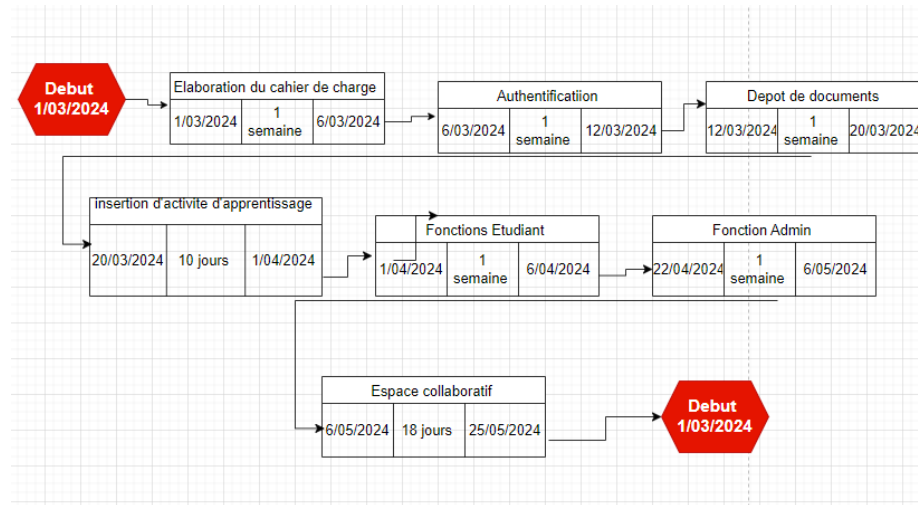 Debut
1/03/2024
Elaboration du cahier de charge
1/03/2024
1
semaine
6/03/2024
Authentificatiion
6/03/2024
1
semaine
12/03/2024
Depot de documents
12/03/2024
1
semaine
20/03/2024
insertion d'activite d'apprentissage
20/03/2024
10 jours
1/04/2024
Fonctions Etudiant
1/04/2024
1
semaine
6/04/2024
Fonction Admin
22/04/2024
1
semaine
6/05/2024
Espace collaboratif
6/05/2024
18 jours
25/05/2024
Debut
1/03/2024